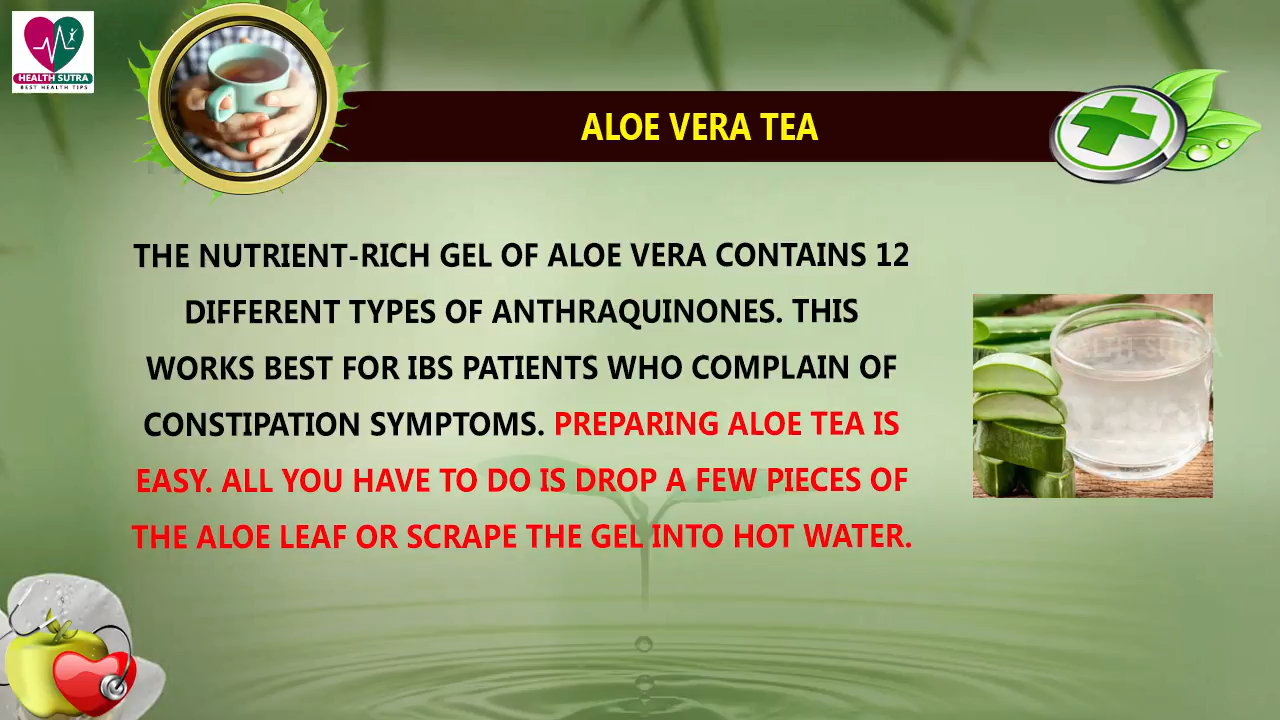 HEALTH SUTRA
BEST HEALTH TIPS
ALOE VERA TEA
THE NUTRIENT-RICH GEL OF ALOE VERA CONTAINS 12
DIFFERENT TYPES OF ANTHRAQUINONES. THIS
WORKS BEST FOR IBS PATIENTS WHO COMPLAIN OF
CONSTIPATION SYMPTOMS. PREPARING ALOE TEA IS
EASY. ALL YOU HAVE TO DO IS DROP A FEW PIECES OF
THE ALOE LEAF OR SCRAPE THE GEL INTO HOT WATER.